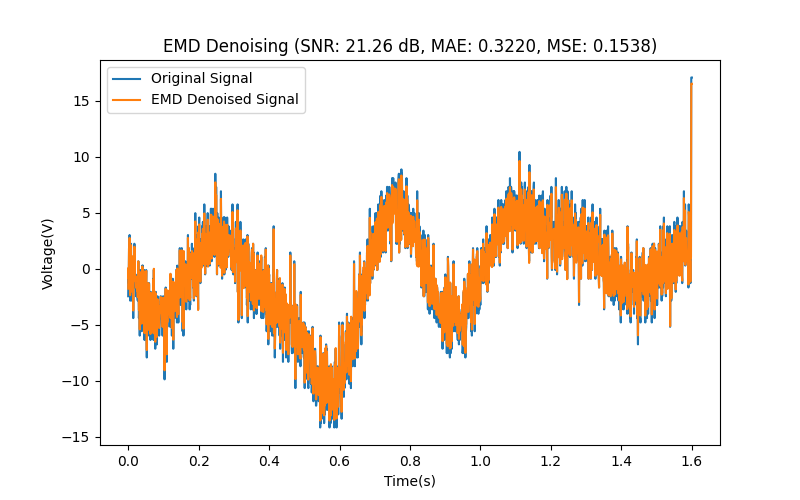 EMD Denoising (SNR: 21.26 dB, MAE: 0.3220, MSE: 0.1538)
Original Signal
EMD Denoised Signal
Voltage(V)
15
10
5
0
−5
−10
−15
0.0 0.2 0.4 0.6 0.8 1.0 1.2 1.4 1.6
Time(s)